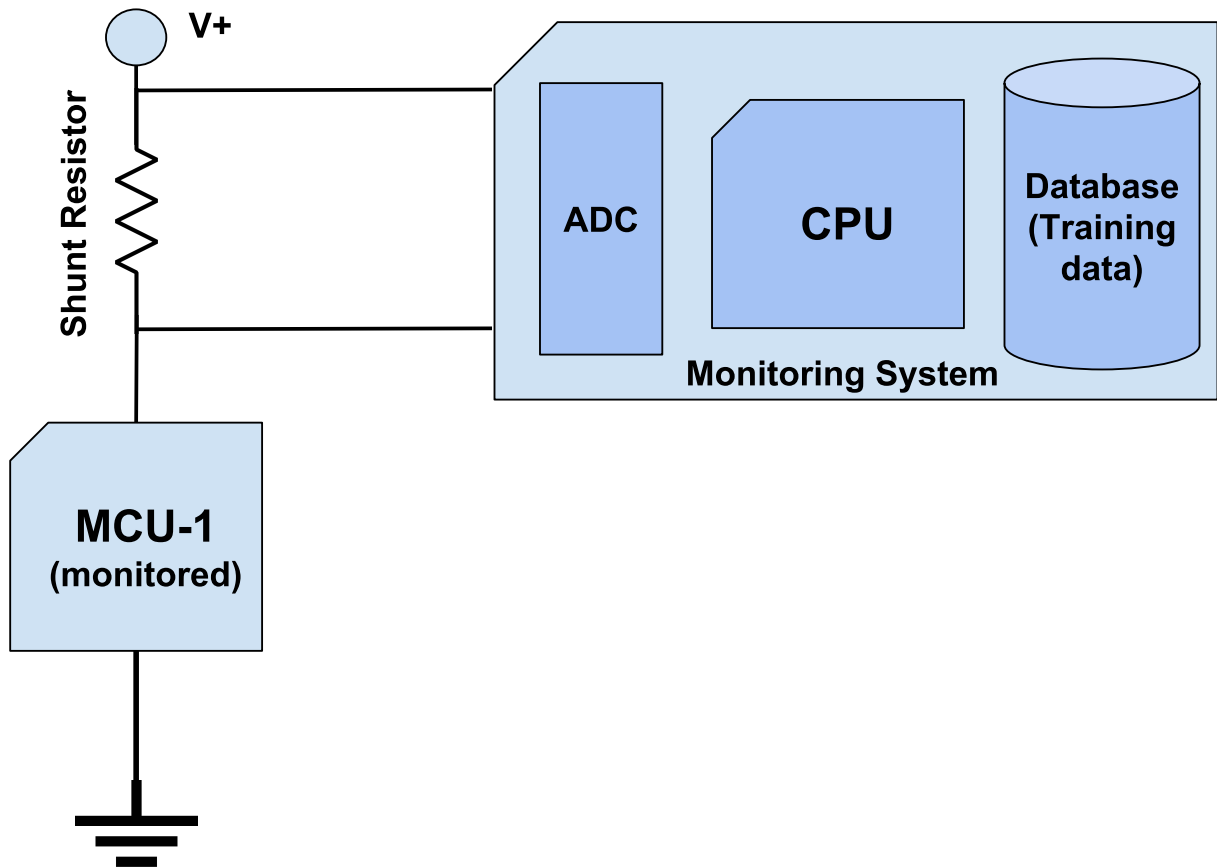 V+
Shunt Resistor
ADC
CPU
Database
(Training
data)
Monitoring System
MCU-1
(monitored)